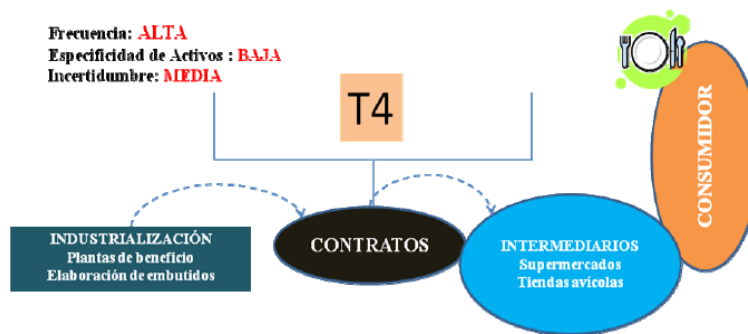 Frecuencia: ALTA
Especificidad de Activos : BAJA
Incertidumbre: MEDIA
T4
CONSUMIDOR
INDUSTRIALIZACIÓN
Plantas de beneficio
Elaboración de embutidos
CONTRATOS
INTERMEDIARIOS
Supermercados
Tiendas avícolas